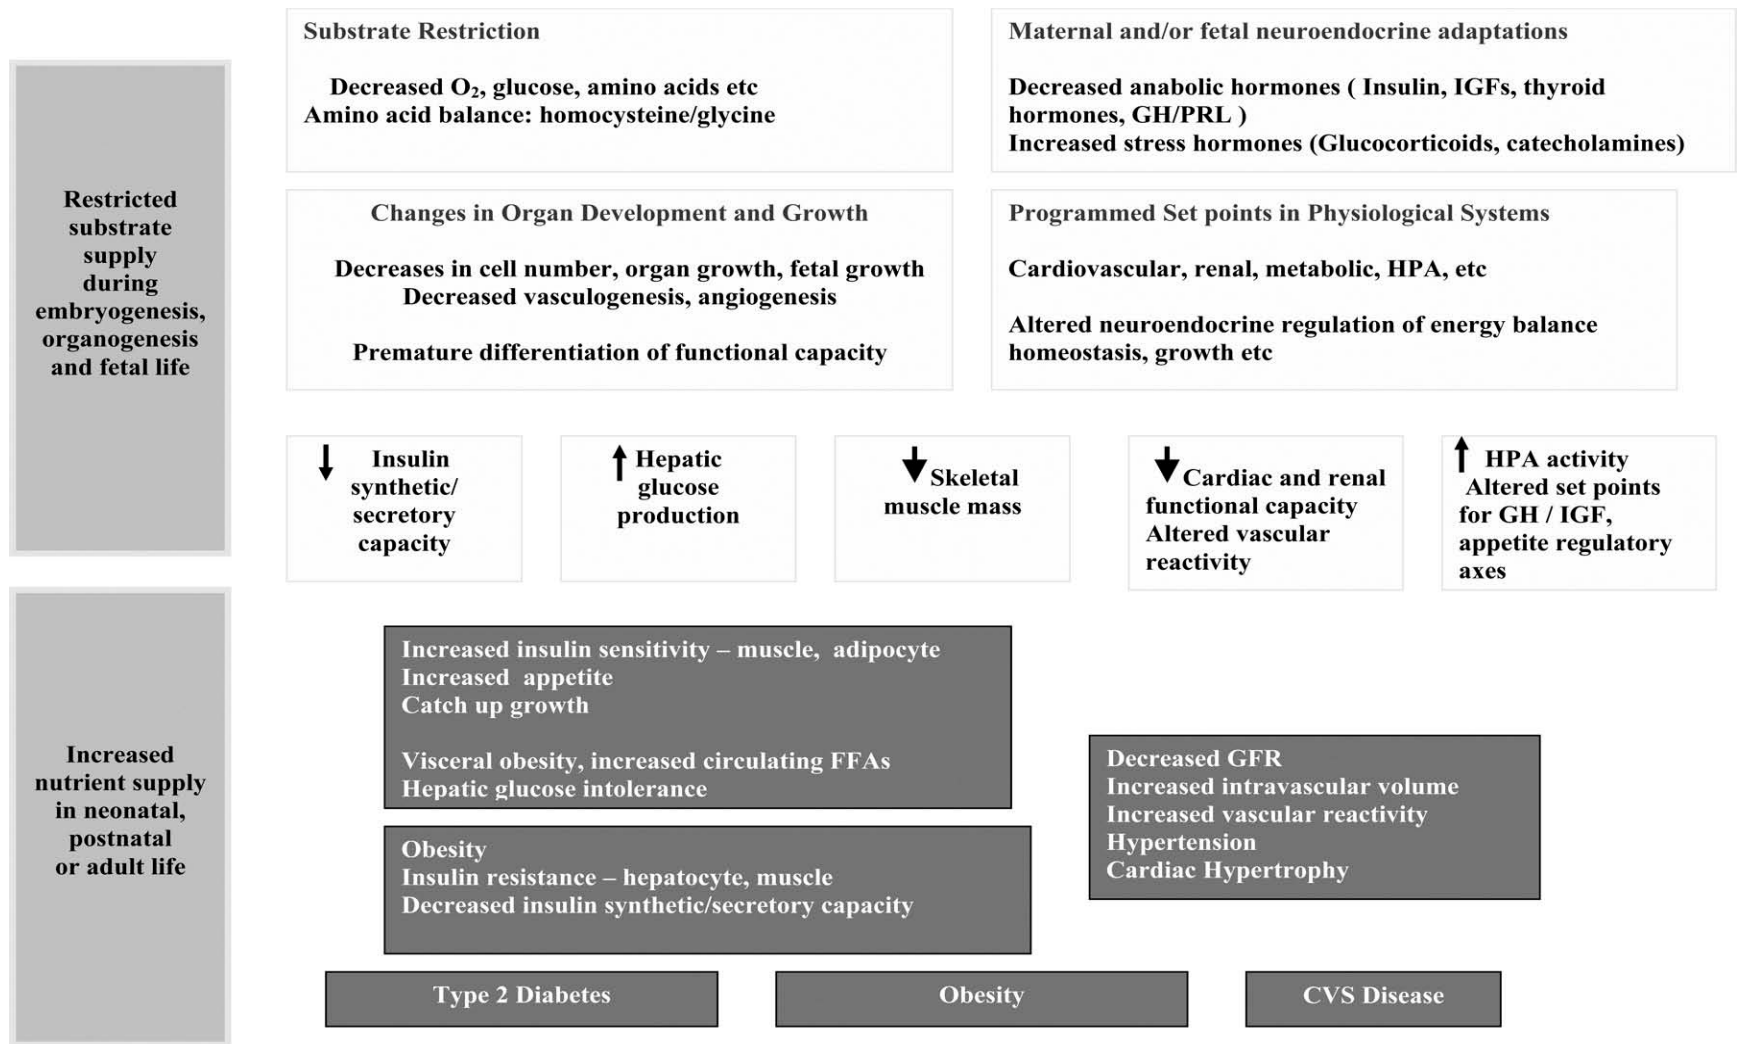 Restricted
substrate
supply
during
embryogenesis,
organogenesis
and fetal life
Substrate Restriction
Decreased O₂, glucose, amino acids etc
Amino acid balance: homocysteine/glycine
Maternal and/or fetal neuroendocrine adaptations
Decreased anabolic hormones ( Insulin, IGFs, thyroid
hormones, GH/PRL )
Increased stress hormones (Glucocorticoids, catecholamines)
Changes in Organ Development and Growth
Decreases in cell number, organ growth, fetal growth
Decreased vasculogenesis, angiogenesis
Premature differentiation of functional capacity
Programmed Set points in Physiological Systems
Cardiovascular, renal, metabolic, HPA, etc
Altered neuroendocrine regulation of energy balance
homeostasis, growth etc
↓ Insulin
synthetic/
secretory
capacity
↑ Hepatic
glucose
production
↓ Skeletal
muscle mass
↓ Cardiac and renal
functional capacity
Altered vascular
reactivity
↑ HPA activity
Altered set points
for GH / IGF,
appetite regulatory
axes
Increased
nutrient supply
in neonatal,
postnatal
or adult life
Increased insulin sensitivity – muscle, adipocyte
Increased appetite
Catch up growth
Visceral obesity, increased circulating FFAs
Hepatic glucose intolerance
Obesity
Insulin resistance – hepatocyte, muscle
Decreased insulin synthetic/secretory capacity
Decreased GFR
Increased intravascular volume
Increased vascular reactivity
Hypertension
Cardiac Hypertrophy
Type 2 Diabetes
Obesity
CVS Disease